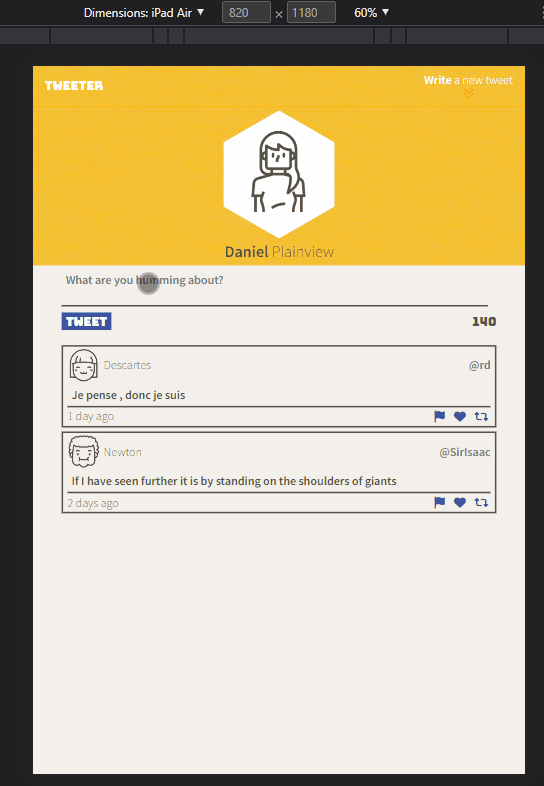 Dimensions: iPad Air ▼ 820 × 1180 60% ▼
TWEETER
Write a new tweet
Daniel Plainview
What are you humming about?
TWEET 140
Descartes @rd
Je pense , donc je suis
1 day ago
Newton @SirIsaac
If I have seen further it is by standing on the shoulders of giants
2 days ago